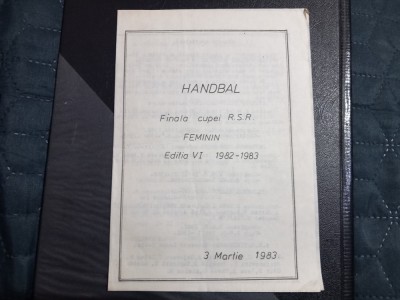 HANDBAL
Finala cupei R.S.R.
FEMININ
Editia VI 1982-1983
3 Martie 1983